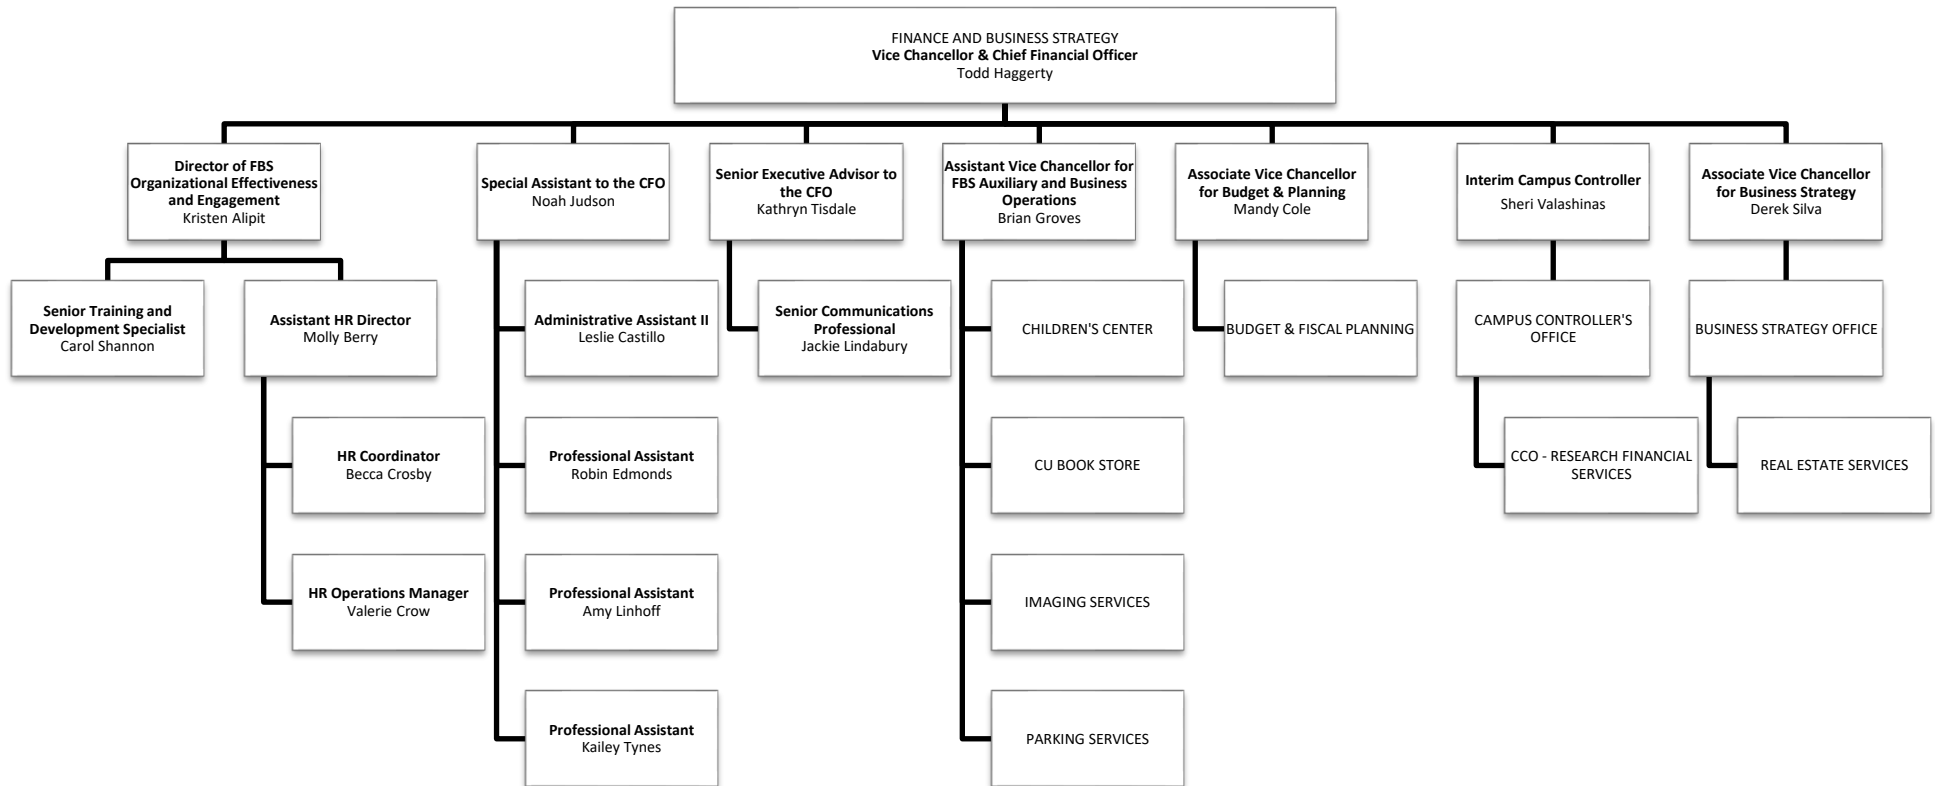 FINANCE AND BUSINESS STRATEGY
Vice Chancellor & Chief Financial Officer
Todd Haggerty
Director of FBS
Organizational Effectiveness
and Engagement
Kristen Alipit
Special Assistant to the CFO
Noah Judson
Senior Executive Advisor to
the CFO
Kathryn Tisdale
Assistant Vice Chancellor for
FBS Auxiliary and Business
Operations
Brian Groves
Associate Vice Chancellor
for Budget & Planning
Mandy Cole
Interim Campus Controller
Sheri Valashinas
Associate Vice Chancellor
for Business Strategy
Derek Silva
Senior Training and
Development Specialist
Carol Shannon
Assistant HR Director
Molly Berry
Administrative Assistant II
Leslie Castillo
Senior Communications
Professional
Jackie Lindabury
CHILDREN'S CENTER
BUDGET & FISCAL PLANNING
CAMPUS CONTROLLER'S
OFFICE
BUSINESS STRATEGY OFFICE
HR Coordinator
Becca Crosby
Professional Assistant
Robin Edmonds
CU BOOK STORE
CCO - RESEARCH FINANCIAL
SERVICES
REAL ESTATE SERVICES
HR Operations Manager
Valerie Crow
Professional Assistant
Amy Linhoff
IMAGING SERVICES
Professional Assistant
Kailey Tynes
PARKING SERVICES